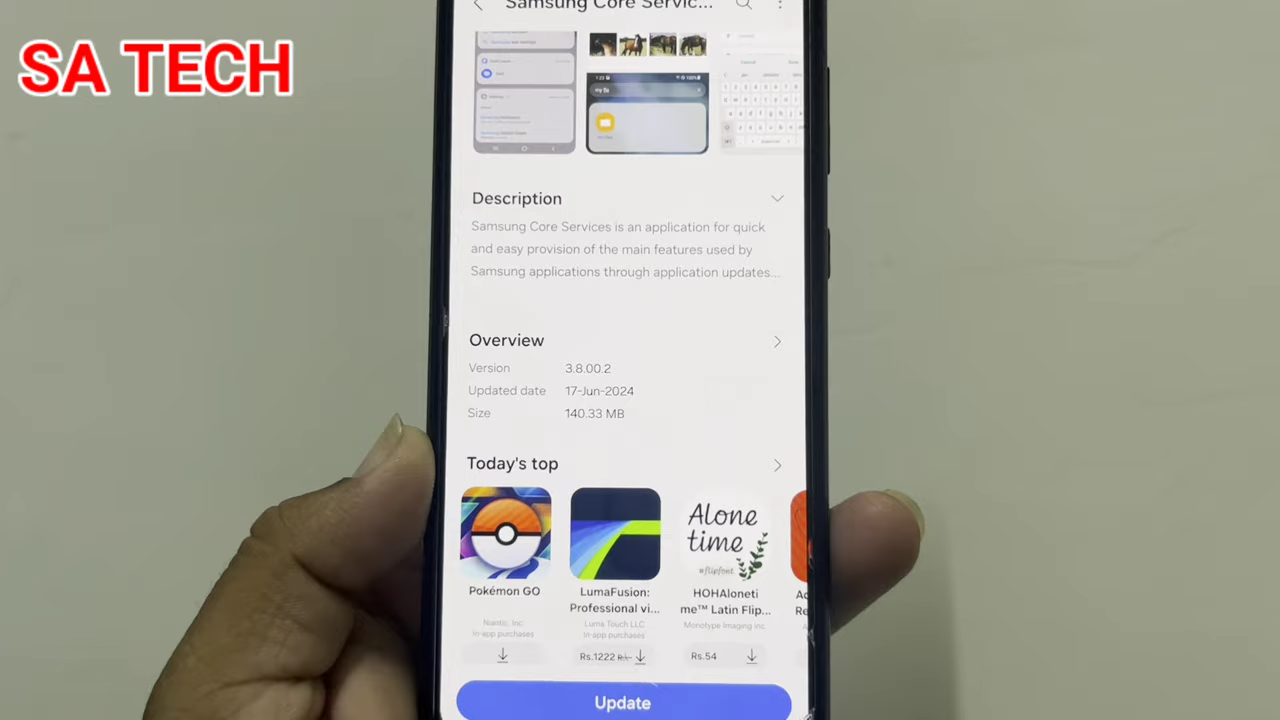 SA TECH
Samsung Core Servic...
my fi
Description
Samsung Core Services is an application for quick
and easy provision of the main features used by
Samsung applications through application updates...
Overview
Version 3.8.00.2
Updated date 17-Jun-2024
Size 140.33 MB
Today's top
Alone
time
#flipfont
Pokémon GO
Niantic, Inc.
In-app purchases
LumaFusion:
Professional vi...
Luma Touch LLC
In-app purchases
Rs.1222
HOHAloneti
me™ Latin Flip...
Monotype Imaging Inc.
Rs.54
Update